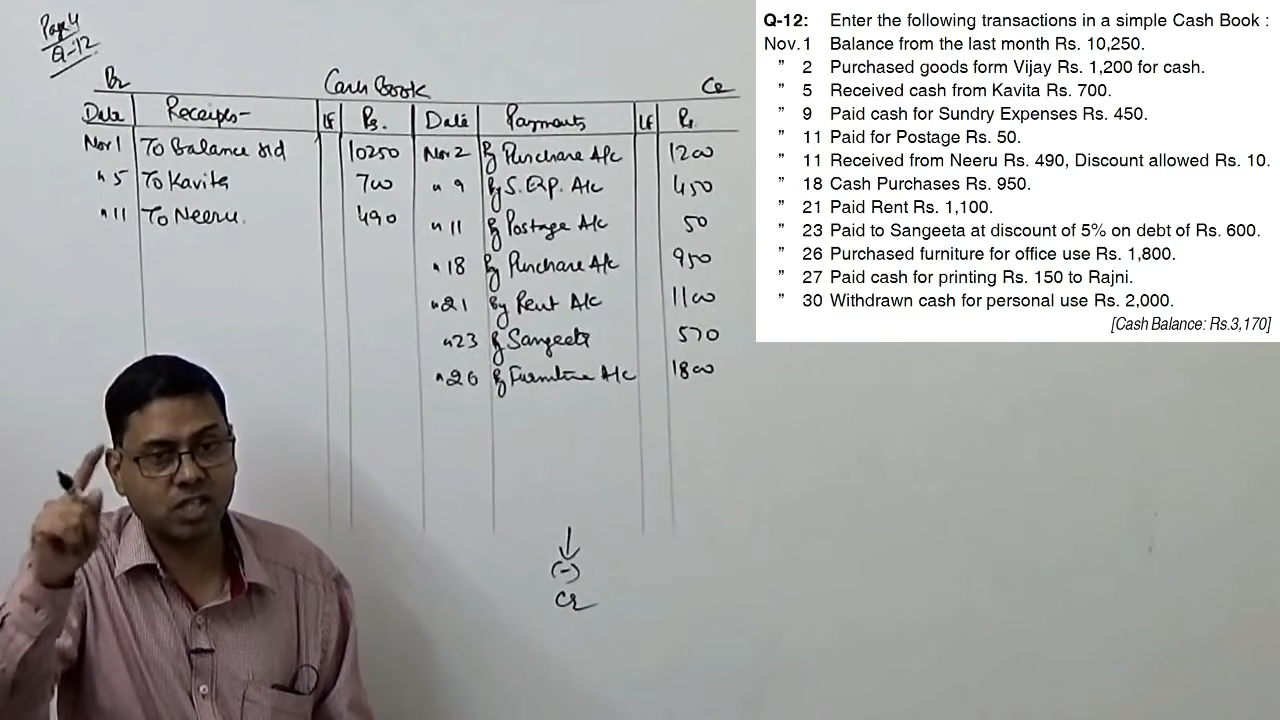 Page 4
Q-12
Dr Cash Book Cr
Date Receipts LF Rs. Date Payments LF Rs.
Nov 1 To Balance b/d 10250 Nov 2 By Purchase A/c 1200
" 5 To Kavita 700 " 9 By S. Exp. A/c 450
" 11 To Neeru. 490 " 11 By Postage A/c 50
" 18 By Purchase A/c 950
" 21 By Rent A/c 1100
" 23 By Sangeeta 570
" 26 By Furniture A/c 1800
(-)
Cr
Q-12: Enter the following transactions in a simple Cash Book :
Nov. 1 Balance from the last month Rs. 10,250.
" 2 Purchased goods form Vijay Rs. 1,200 for cash.
" 5 Received cash from Kavita Rs. 700.
" 9 Paid cash for Sundry Expenses Rs. 450.
" 11 Paid for Postage Rs. 50.
" 11 Received from Neeru Rs. 490, Discount allowed Rs. 10.
" 18 Cash Purchases Rs. 950.
" 21 Paid Rent Rs. 1,100.
" 23 Paid to Sangeeta at discount of 5% on debt of Rs. 600.
" 26 Purchased furniture for office use Rs. 1,800.
" 27 Paid cash for printing Rs. 150 to Rajni.
" 30 Withdrawn cash for personal use Rs. 2,000.
[Cash Balance: Rs.3,170]